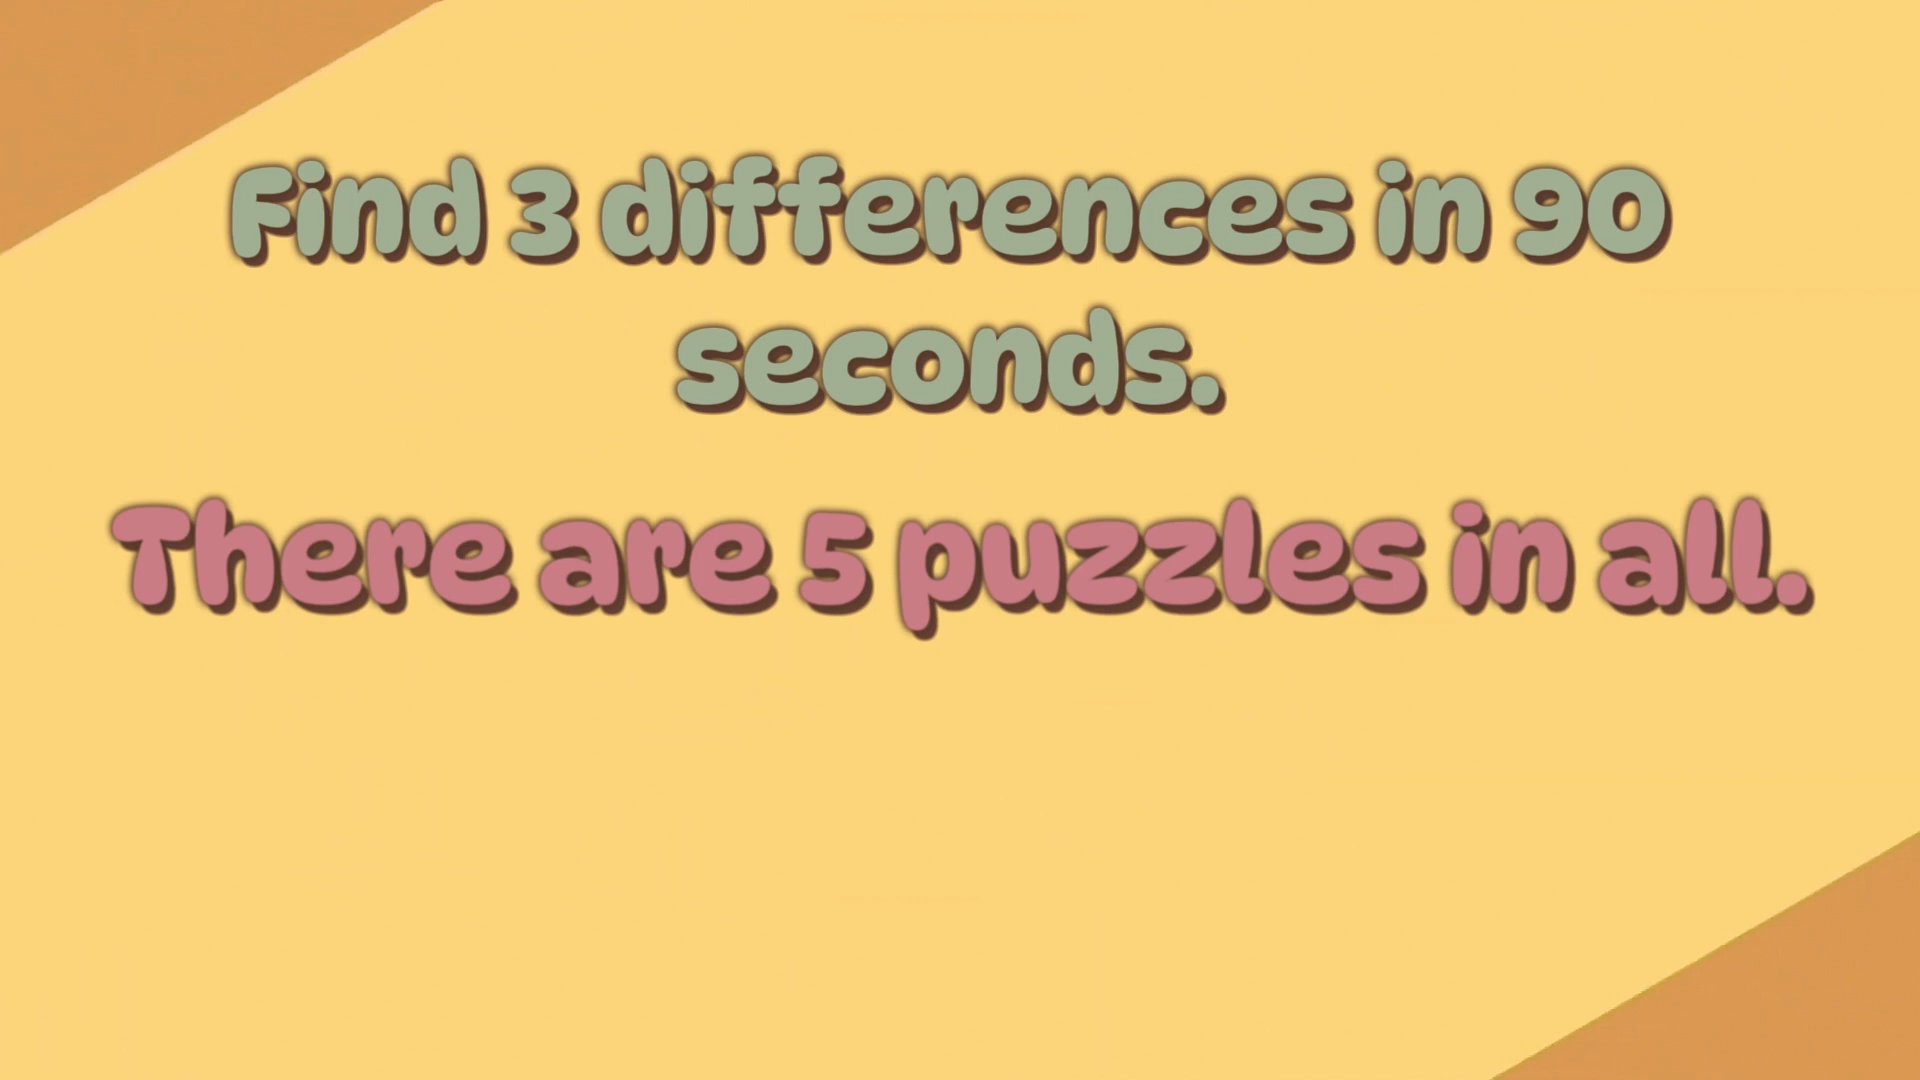 Find 3 differences in 90
seconds.
There are 5 puzzles in all.